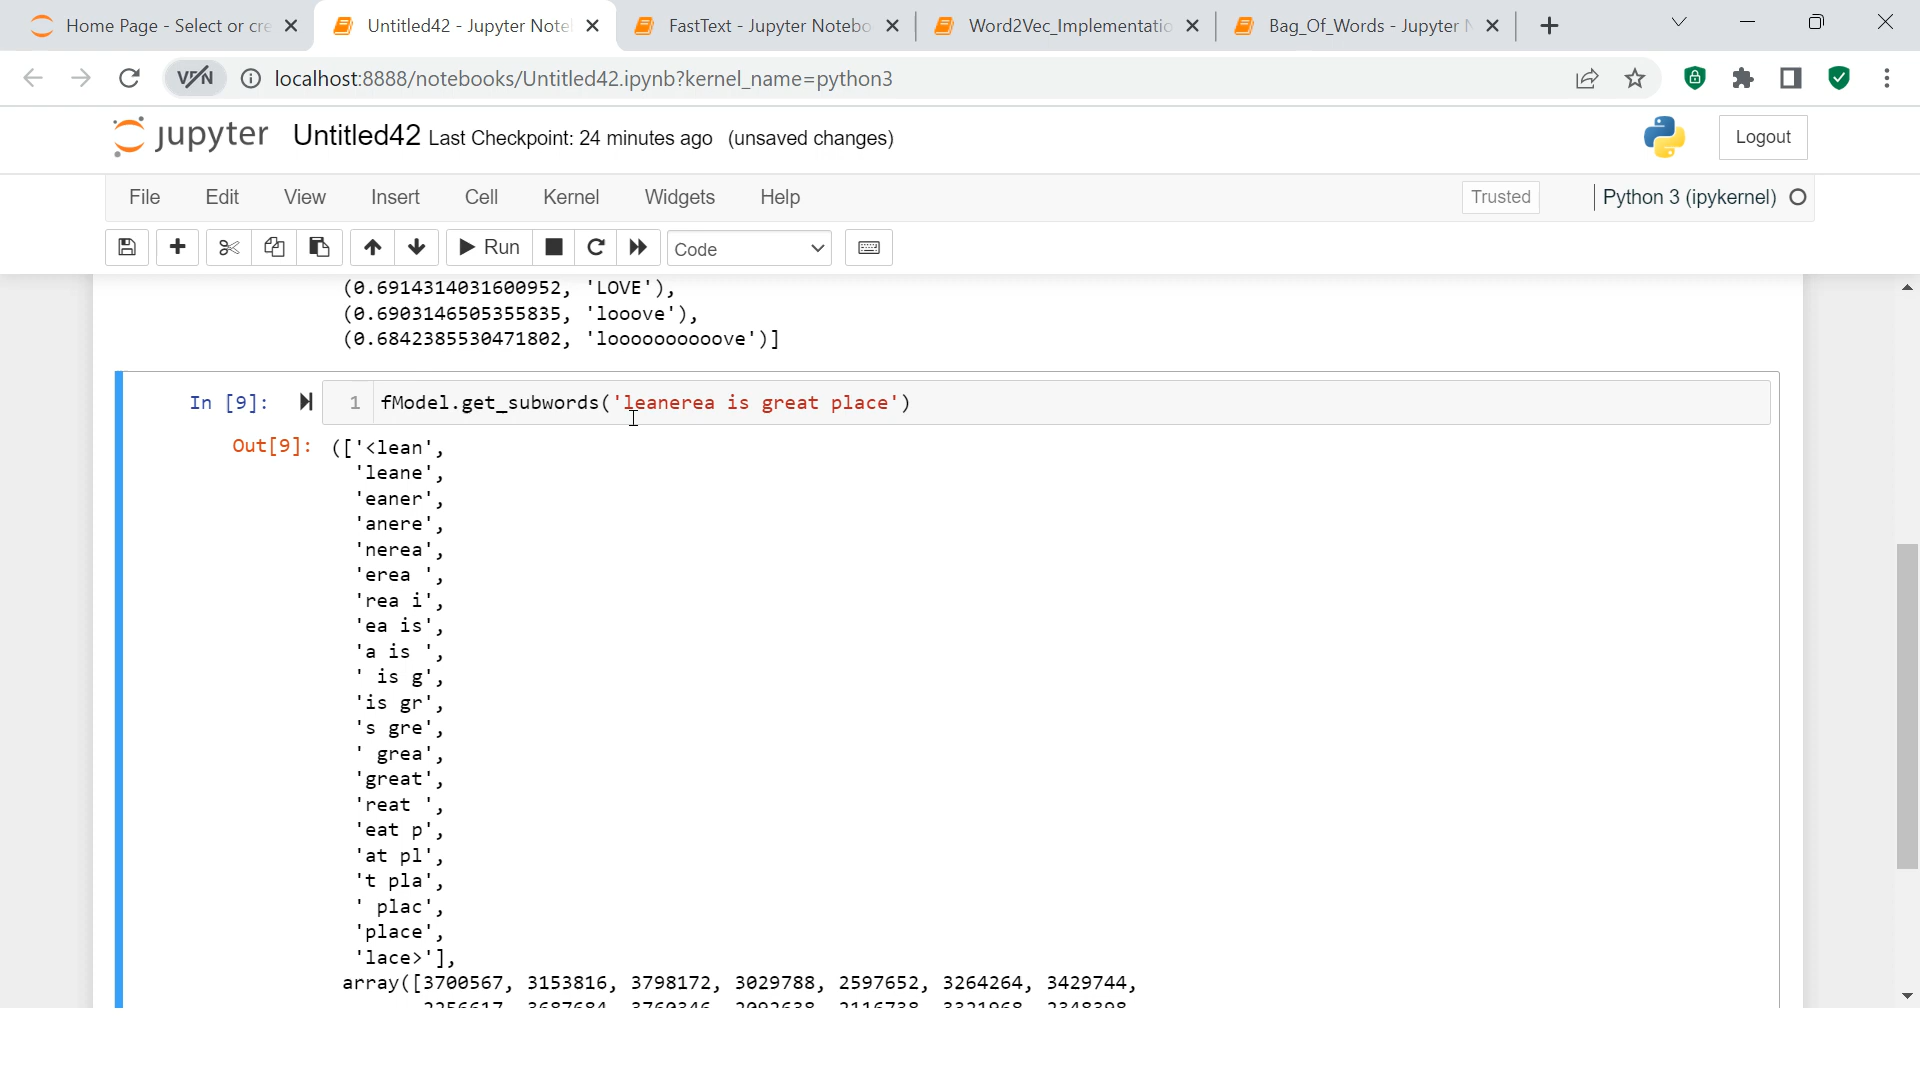 Home Page - Select or cre
Untitled42 - Jupyter Note
FastText - Jupyter Notebo
Word2Vec_Implementatio
Bag_Of_Words - Jupyter
VPN
localhost:8888/notebooks/Untitled42.ipynb?kernel_name=python3
jupyter Untitled42 Last Checkpoint: 24 minutes ago (unsaved changes)
Logout
File Edit View Insert Cell Kernel Widgets Help
Trusted
Python 3 (ipykernel)
Run
Code
(0.6914314031600952, 'LOVE'),
(0.6903146505355835, 'looove'),
(0.6842385530471802, 'loooooooooove')]
In [9]: 1 fModel.get_subwords('leanerea is great place')
Out[9]: (['<lean',
'leane',
'eaner',
'anere',
'nerea',
'erea ',
'rea i',
'ea is',
'a is ',
' is g',
'is gr',
's gre',
' grea',
'great',
'reat ',
'eat p',
'at pl',
't pla',
' plac',
'place',
'lace>'],
array([3700567, 3153816, 3798172, 3029788, 2597652, 3264264, 3429744,